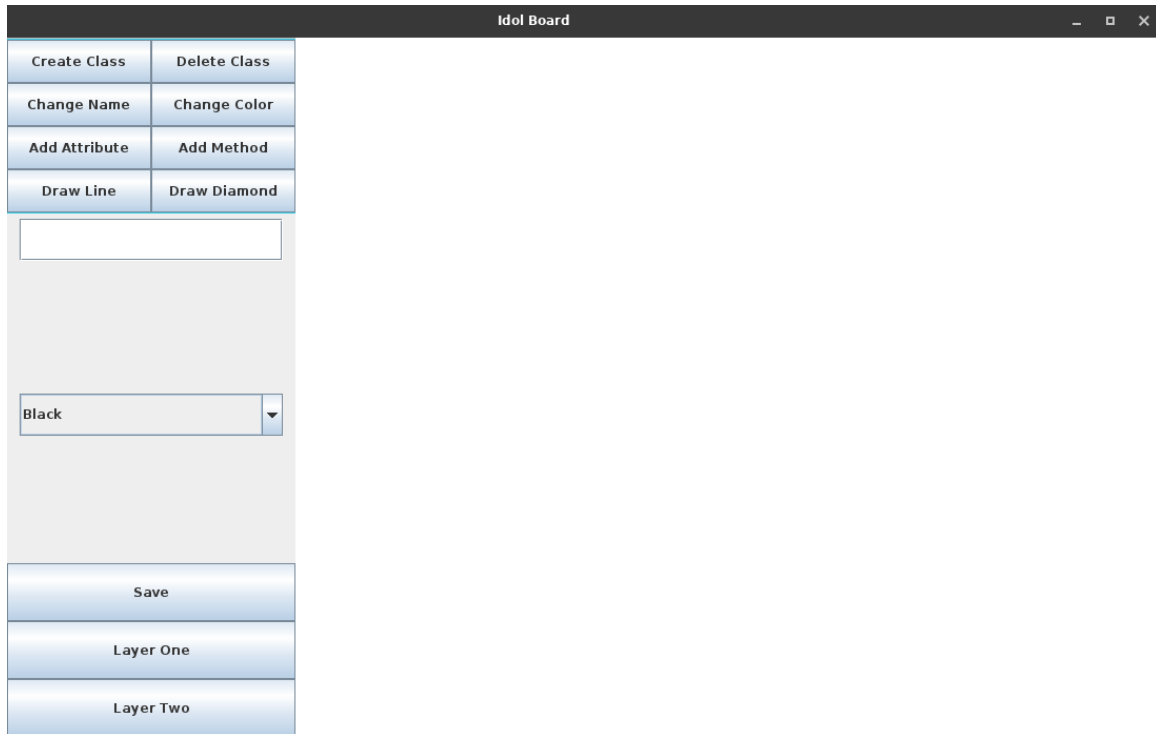 Idol Board
Create Class Delete Class
Change Name Change Color
Add Attribute Add Method
Draw Line Draw Diamond
Black
Save
Layer One
Layer Two